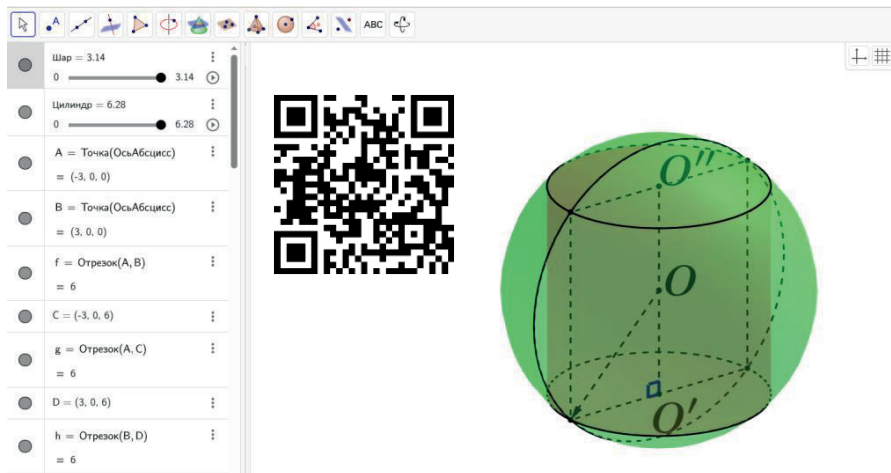 A
ABC
Шар = 3.14
0 3.14
Цилиндр = 6.28
0 6.28
A = Точка(ОсьАбсцисс)
= (-3, 0, 0)
B = Точка(ОсьАбсцисс)
= (3, 0, 0)
f = Отрезок(A, B)
= 6
C = (-3, 0, 6)
g = Отрезок(A, C)
= 6
D = (3, 0, 6)
h = Отрезок(B, D)
= 6
O''
O
O'